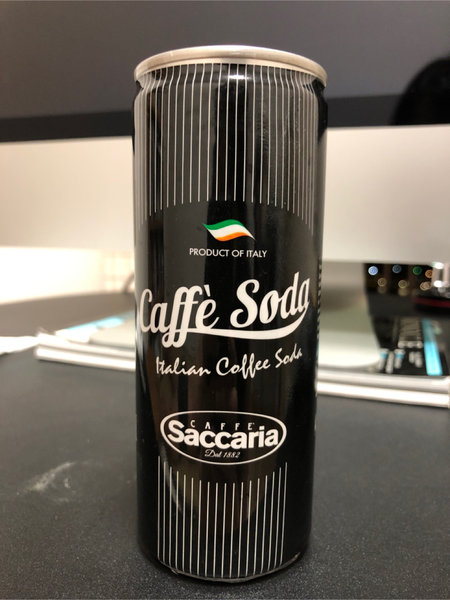 PRODUCT OF ITALY
Caffè Soda
Italian Coffee Soda
CAFFÈ
Saccaria
Dal 1882